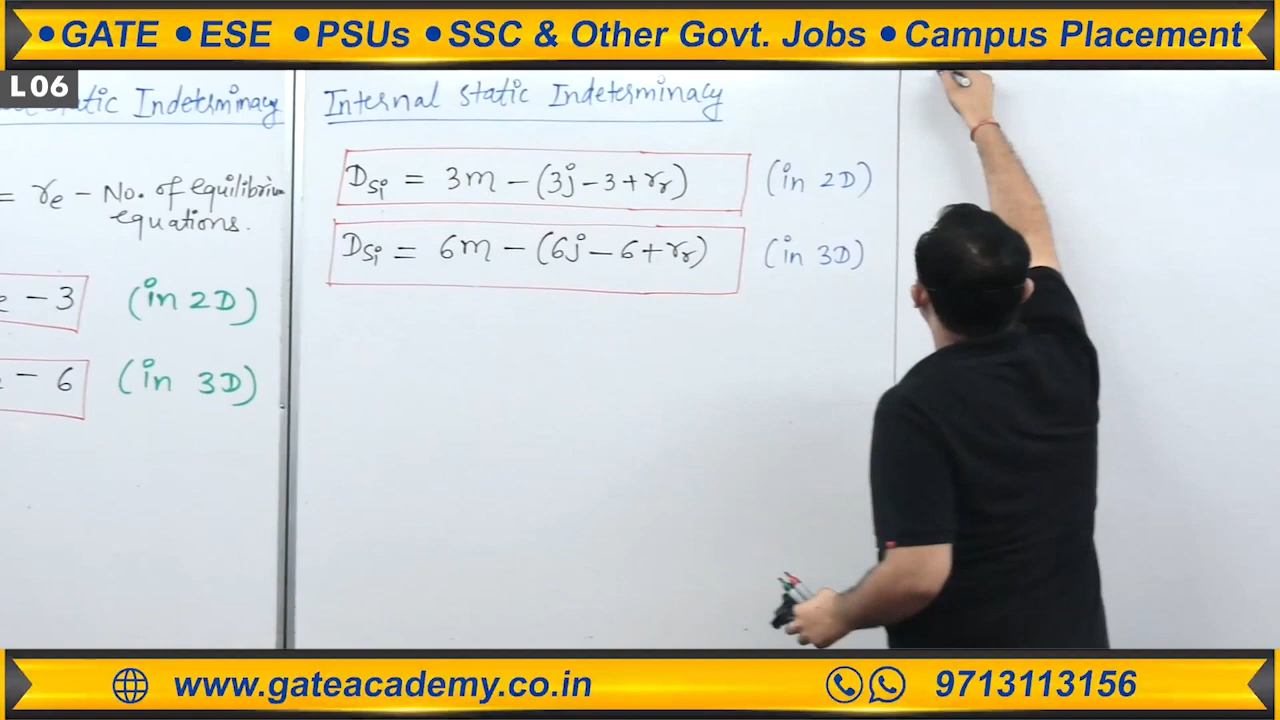 •GATE •ESE •PSUs •SSC & Other Govt. Jobs •Campus Placement
L06
Static Indeterminacy
= re - No. of equilibrium
equations.
- 3 (in 2D)
- 6 (in 3D)
Internal Static Indeterminacy
Dsi = 3m - (3j - 3 + rr) (in 2D)
Dsi = 6m - (6j - 6 + rr) (in 3D)
www.gateacademy.co.in
9713113156